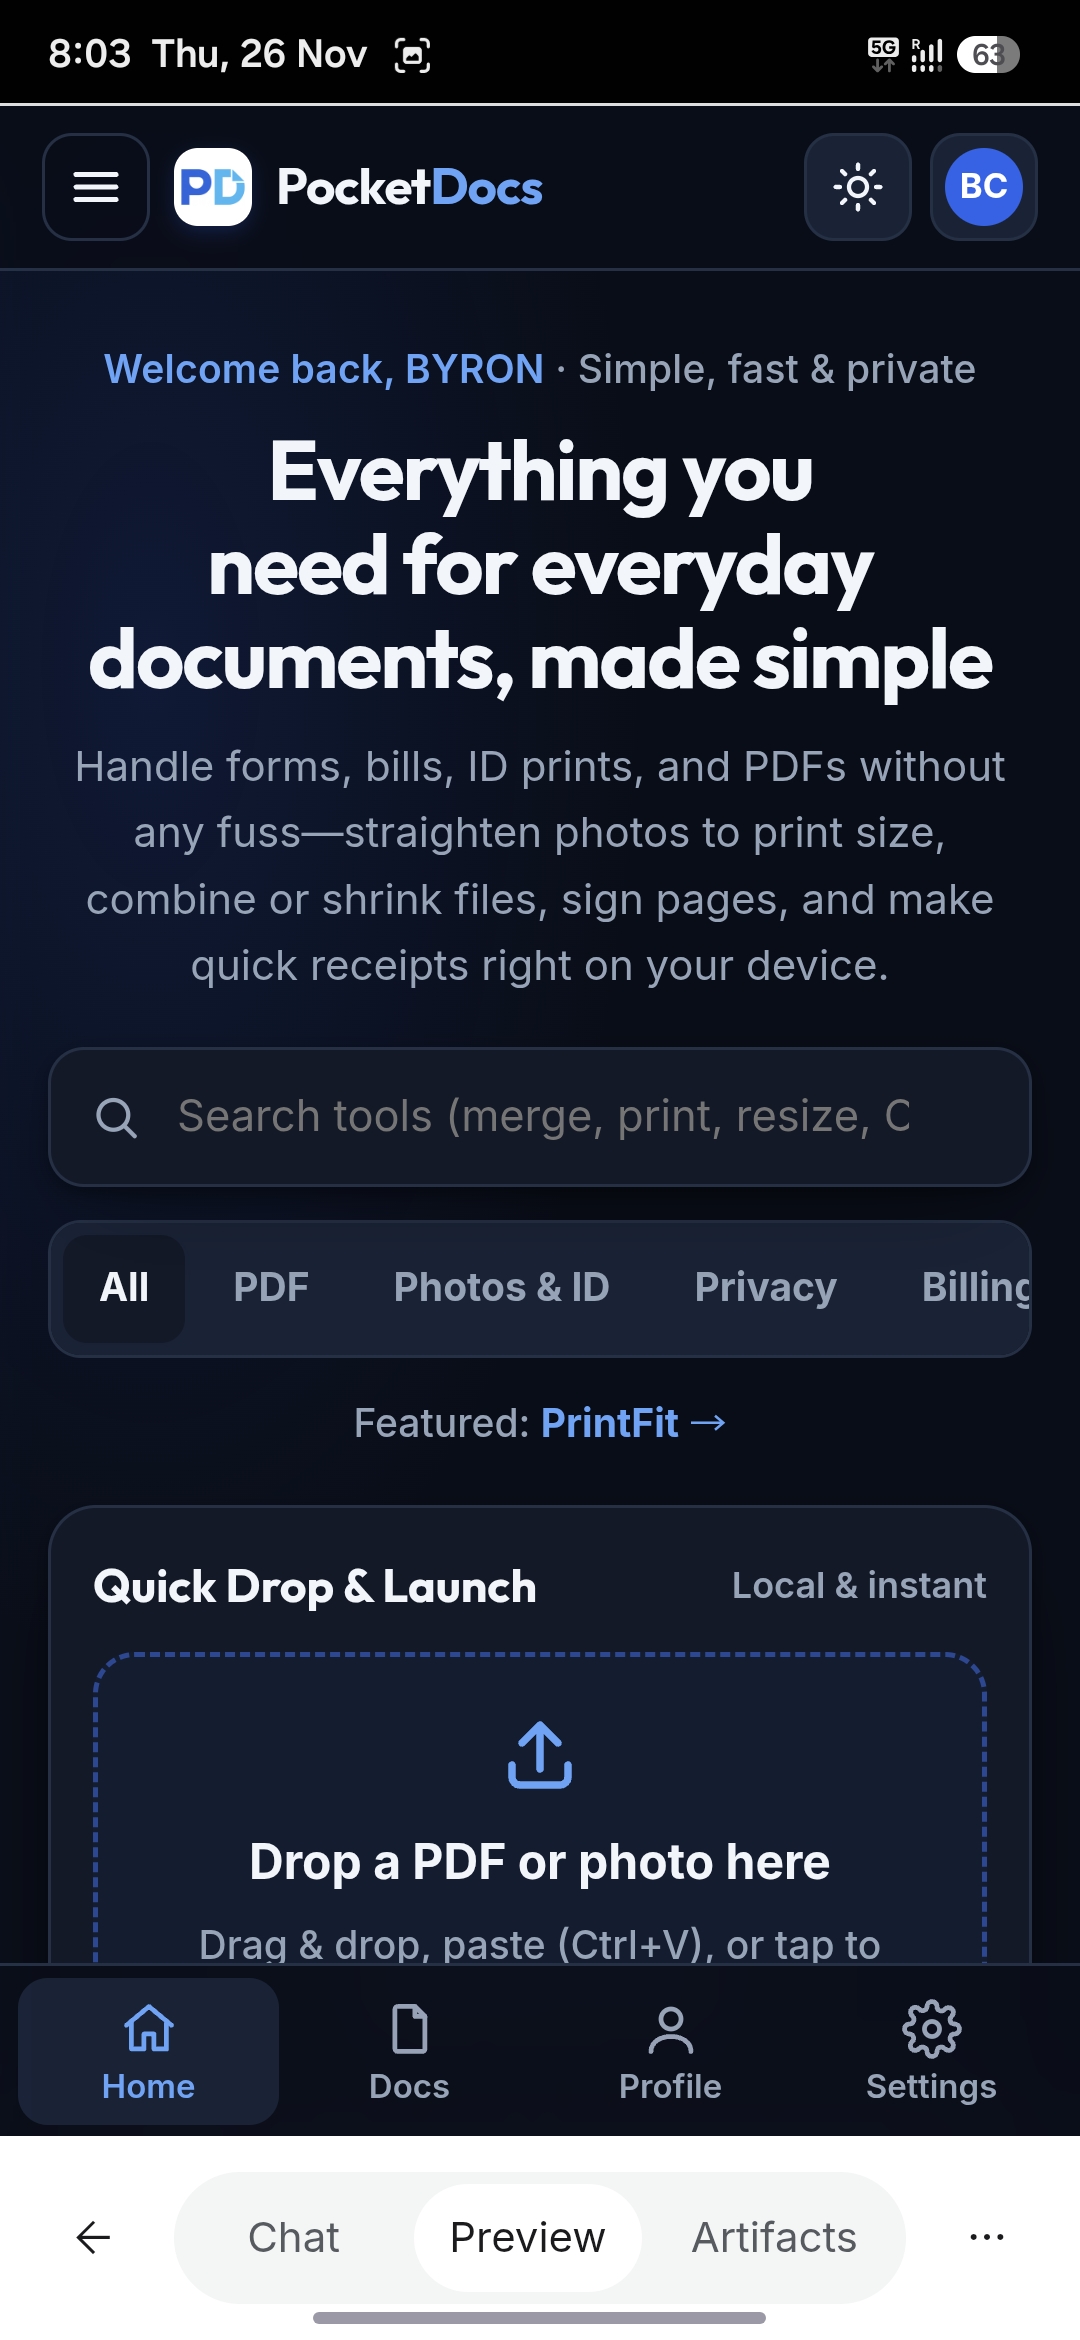 8:03 Thu, 26 Nov
5G R 63
PD PocketDocs
BC
Welcome back, BYRON · Simple, fast & private
Everything you
need for everyday
documents, made simple
Handle forms, bills, ID prints, and PDFs without
any fuss—straighten photos to print size,
combine or shrink files, sign pages, and make
quick receipts right on your device.
Search tools (merge, print, resize, C
All PDF Photos & ID Privacy Billing
Featured: PrintFit →
Quick Drop & Launch Local & instant
Drop a PDF or photo here
Drag & drop, paste (Ctrl+V), or tap to
Home Docs Profile Settings
Chat Preview Artifacts